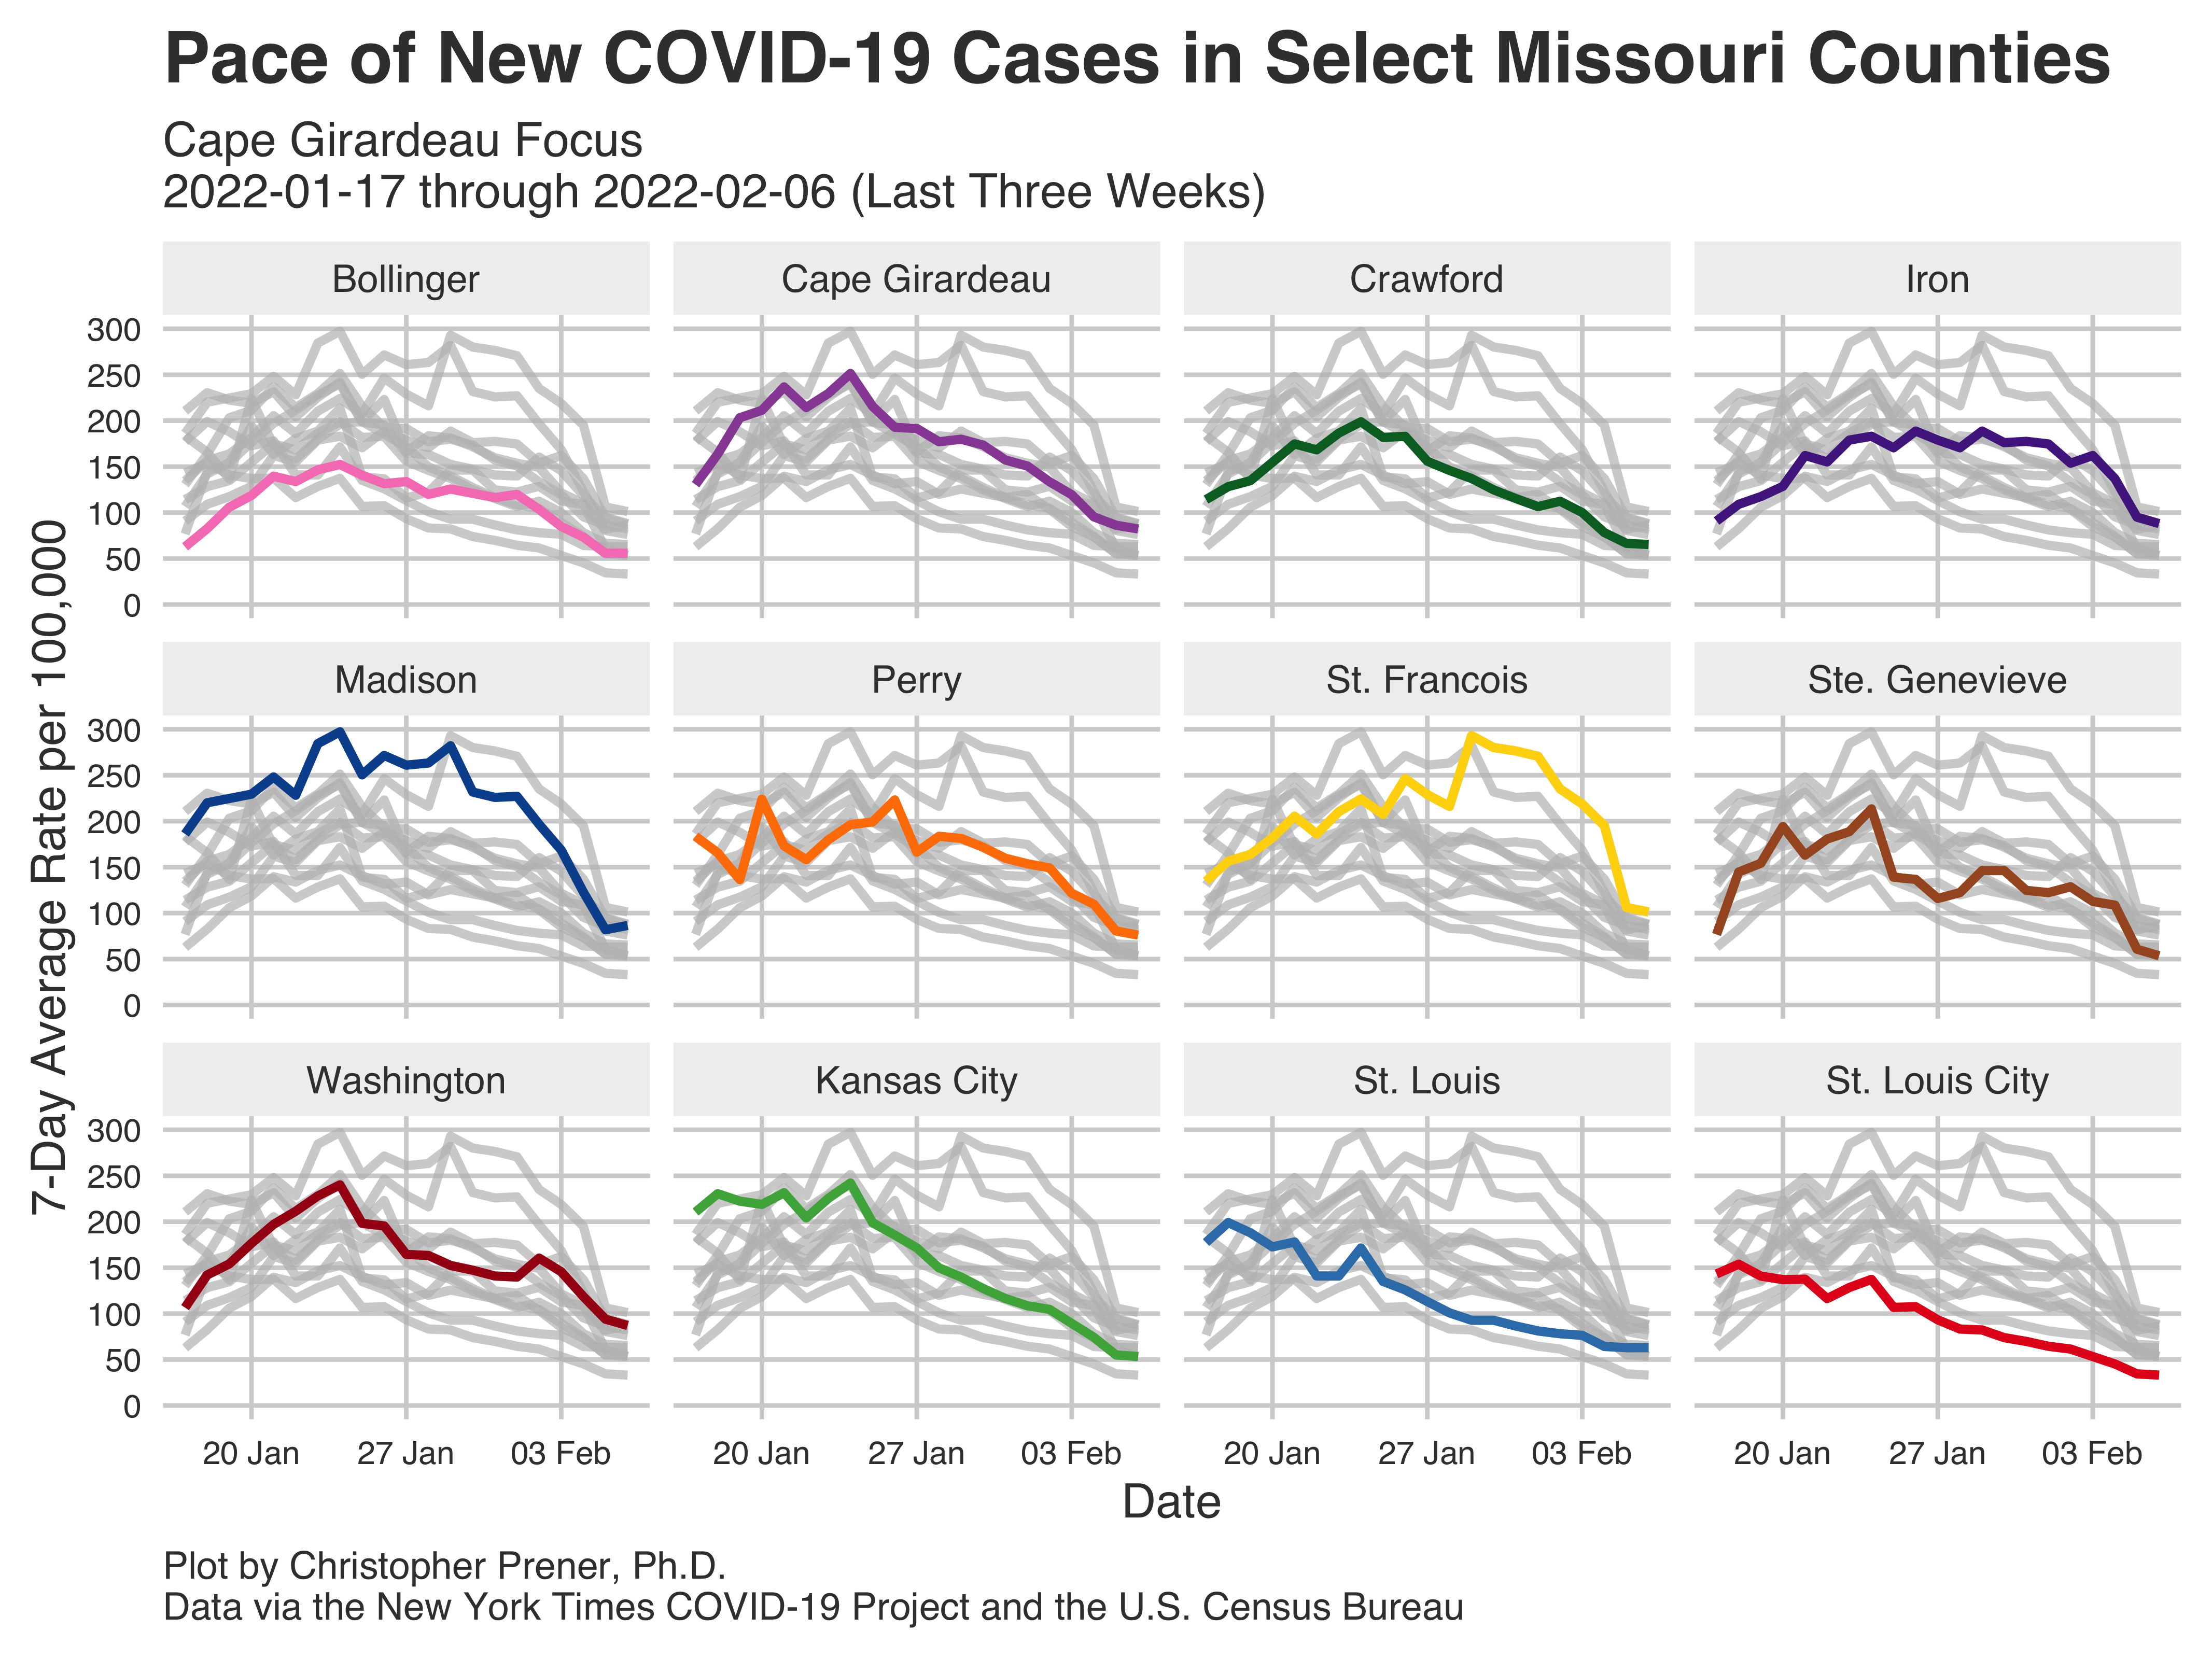 Pace of New COVID-19 Cases in Select Missouri Counties
Cape Girardeau Focus
2022-01-17 through 2022-02-06 (Last Three Weeks)
7-Day Average Rate per 100,000
Bollinger
Cape Girardeau
Crawford
Iron
300
250
200
150
100
50
0
Madison
Perry
St. Francois
Ste. Genevieve
300
250
200
150
100
50
0
Washington
Kansas City
St. Louis
St. Louis City
300
250
200
150
100
50
0
20 Jan 27 Jan 03 Feb
20 Jan 27 Jan 03 Feb
20 Jan 27 Jan 03 Feb
20 Jan 27 Jan 03 Feb
Date
Plot by Christopher Prener, Ph.D.
Data via the New York Times COVID-19 Project and the U.S. Census Bureau